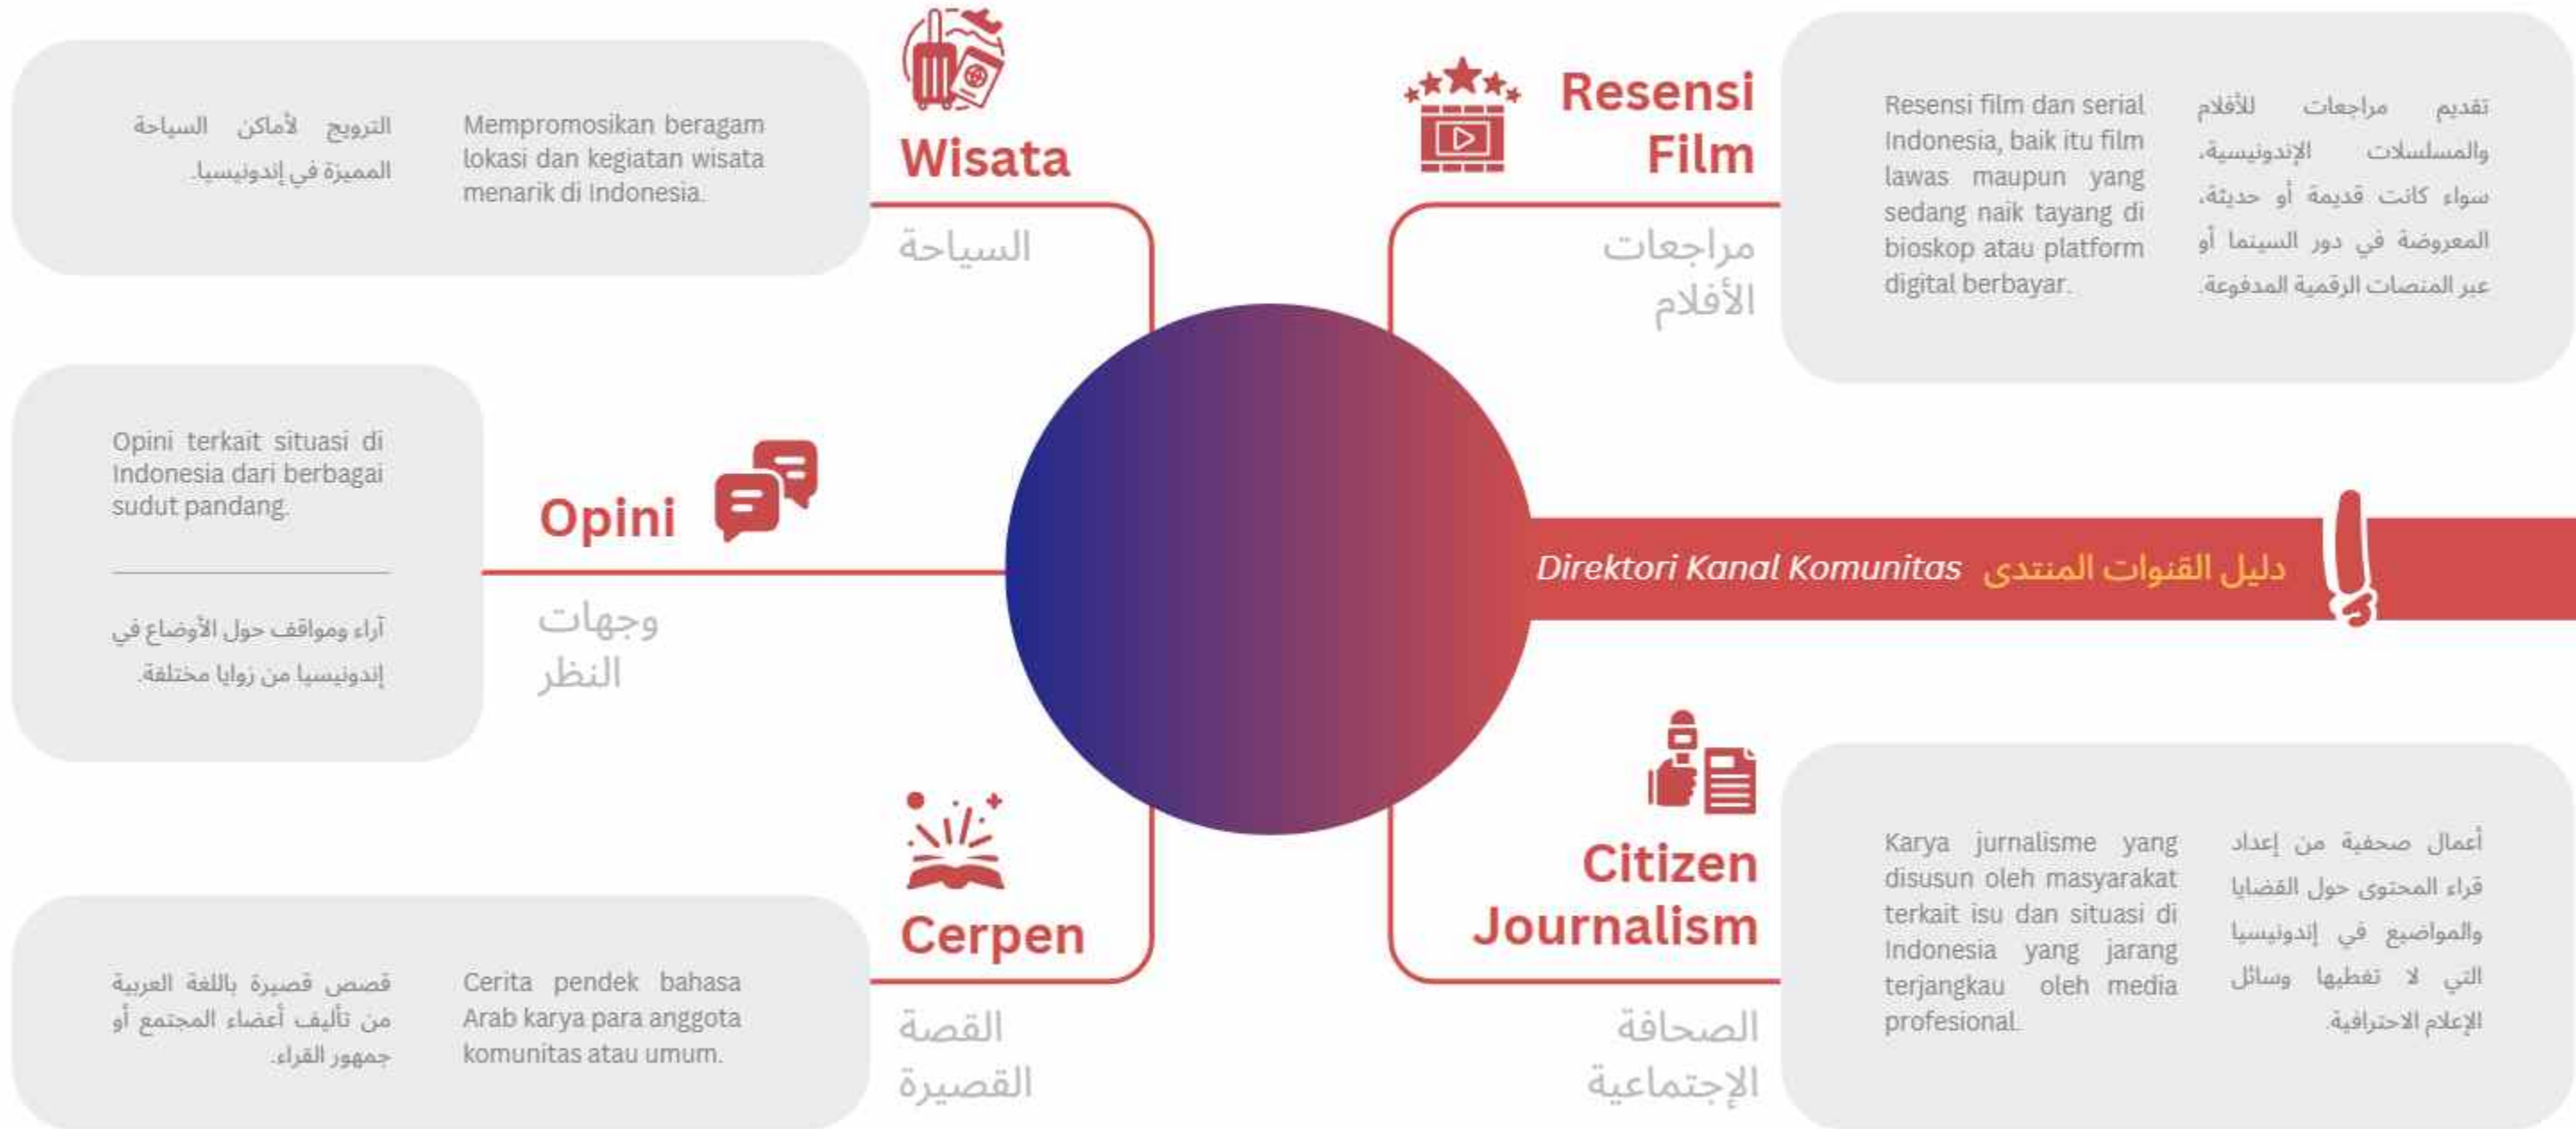 Wisata
السياحة
Mempromosikan beragam
lokasi dan kegiatan wisata
menarik di Indonesia.
الترويج لأماكن السياحة
المميزة في إندونيسيا.
Resensi
Film
مراجعات
الأفلام
Resensi film dan serial
Indonesia, baik itu film
lawas maupun yang
sedang naik tayang di
bioskop atau platform
digital berbayar.
تقديم مراجعات للأفلام
والمسلسلات الإندونيسية،
سواء كانت قديمة أو حديثة،
المعروضة في دور السينما أو
عبر المنصات الرقمية المدفوعة.
Opini
وجهات
النظر
Opini terkait situasi di
Indonesia dari berbagai
sudut pandang.
آراء ومواقف حول الأوضاع في
إندونيسيا من زوايا مختلفة.
Direktori Kanal Komunitas دليل القنوات المنتدى
Cerpen
القصة
القصيرة
Cerita pendek bahasa
Arab karya para anggota
komunitas atau umum.
قصص قصيرة باللغة العربية
من تأليف أعضاء المجتمع أو
جمهور القراء.
Citizen
Journalism
الصحافة
الإجتماعية
Karya jurnalisme yang
disusun oleh masyarakat
terkait isu dan situasi di
Indonesia yang jarang
terjangkau oleh media
profesional.
أعمال صحفية من إعداد
قراء المحتوى حول القضايا
والمواضيع في إندونيسيا
التي لا تغطيها وسائل
الإعلام الاحترافية.